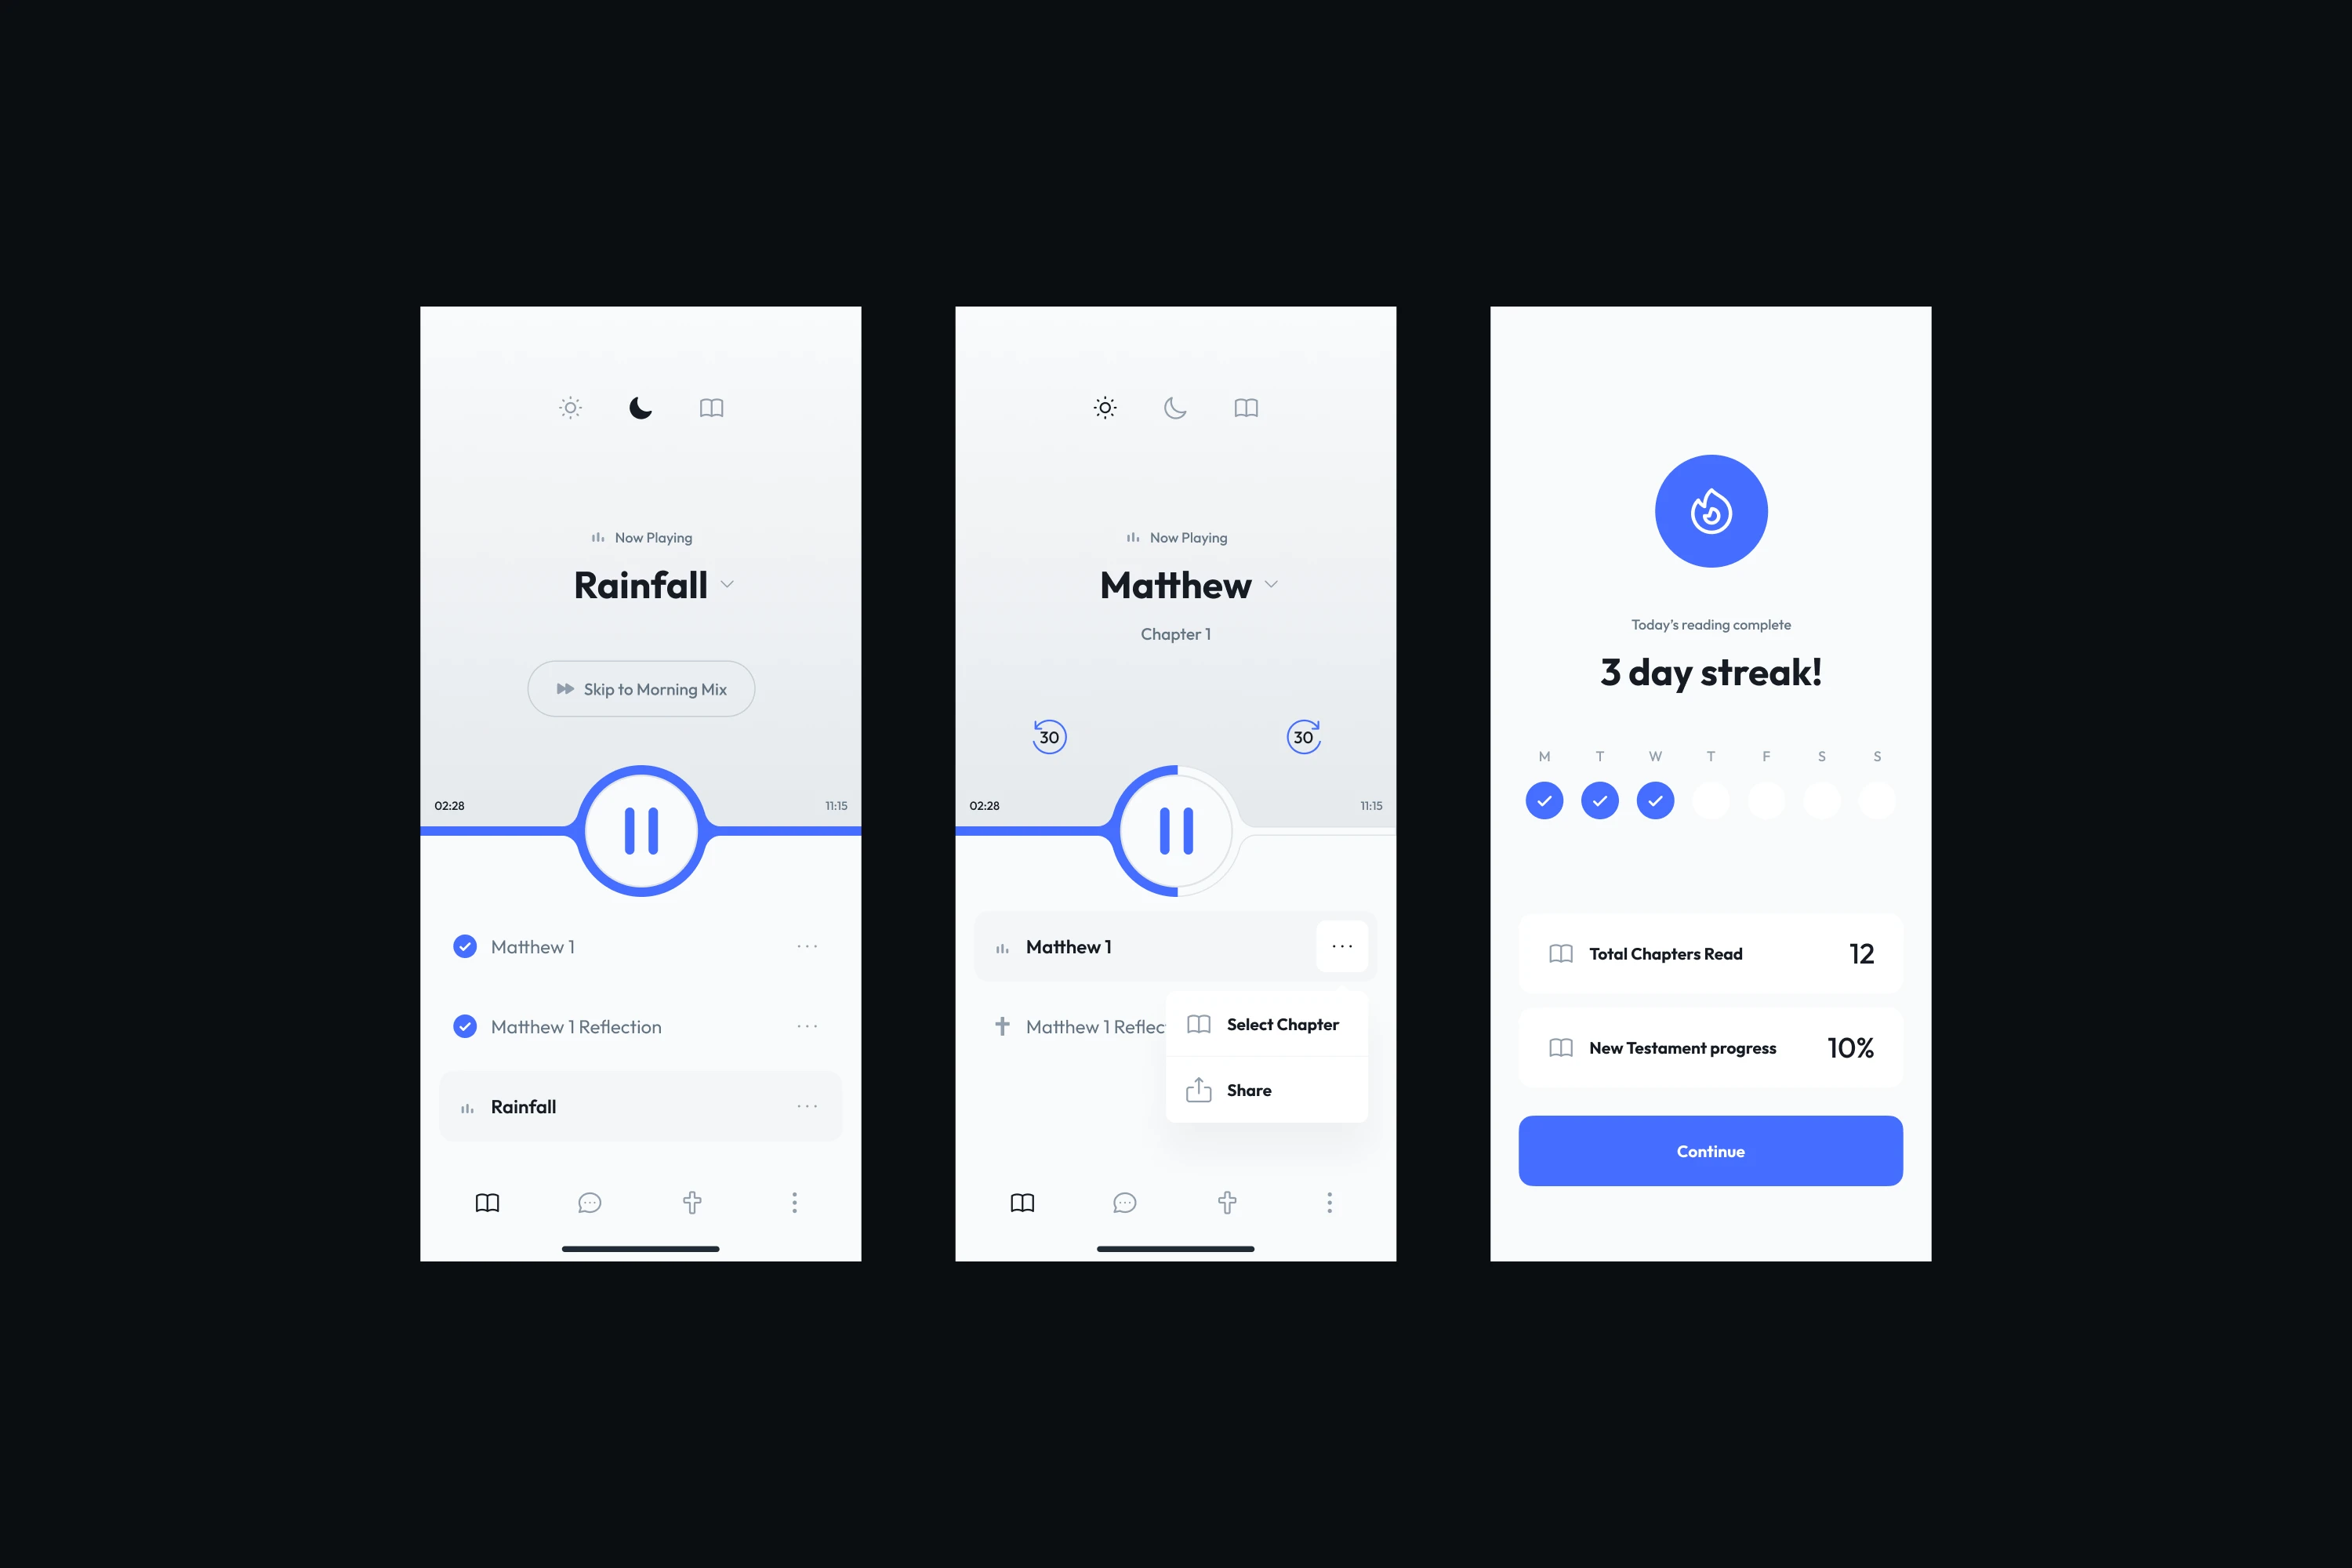 Now Playing
Rainfall
Skip to Morning Mix
02:28
11:15
Matthew 1
Matthew 1 Reflection
Rainfall
Now Playing
Matthew
Chapter 1
30
30
02:28
11:15
Matthew 1
Matthew 1 Reflec
Select Chapter
Share
Today's reading complete
3 day streak!
M T W T F S S
Total Chapters Read 12
New Testament progress 10%
Continue